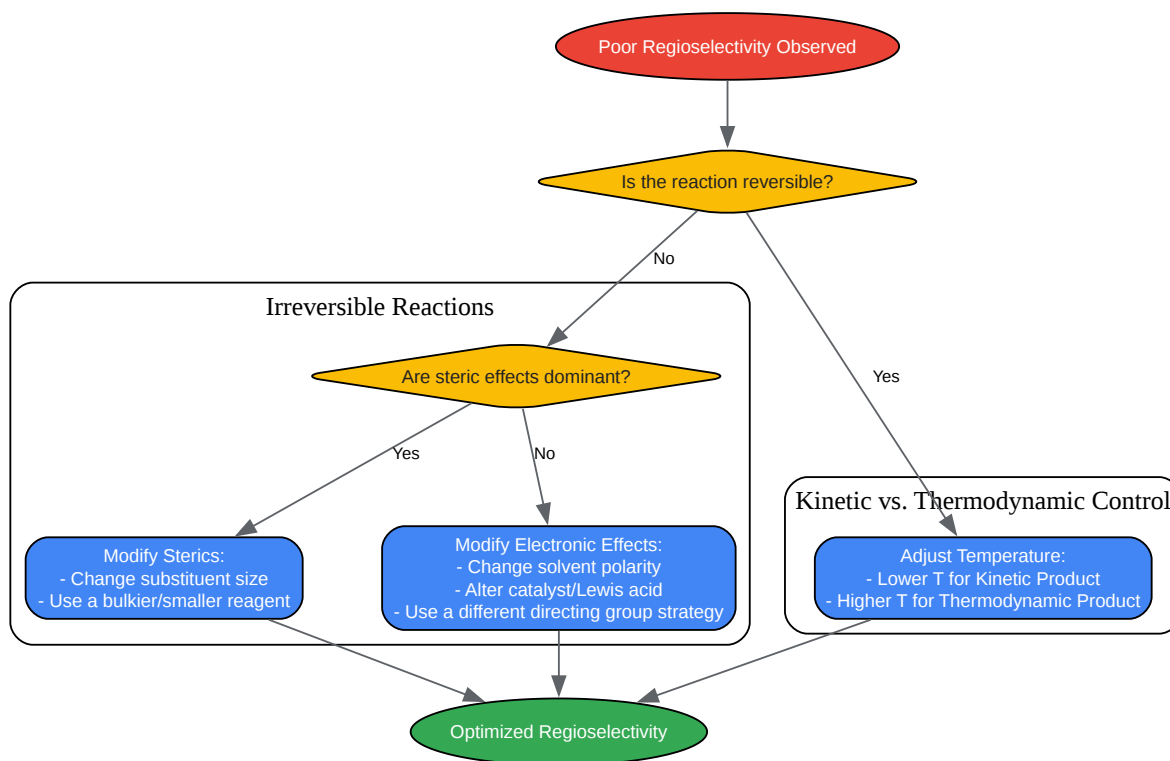 Poor Regioselectivity Observed
Is the reaction reversible?
No
Yes
Irreversible Reactions
Are steric effects dominant?
Yes
No
Kinetic vs. Thermodynamic Control
Modify Sterics:
- Change substituent size
- Use a bulkier/smaller reagent
Modify Electronic Effects:
- Change solvent polarity
- Alter catalyst/Lewis acid
- Use a different directing group strategy
Adjust Temperature:
- Lower T for Kinetic Product
- Higher T for Thermodynamic Product
Optimized Regioselectivity